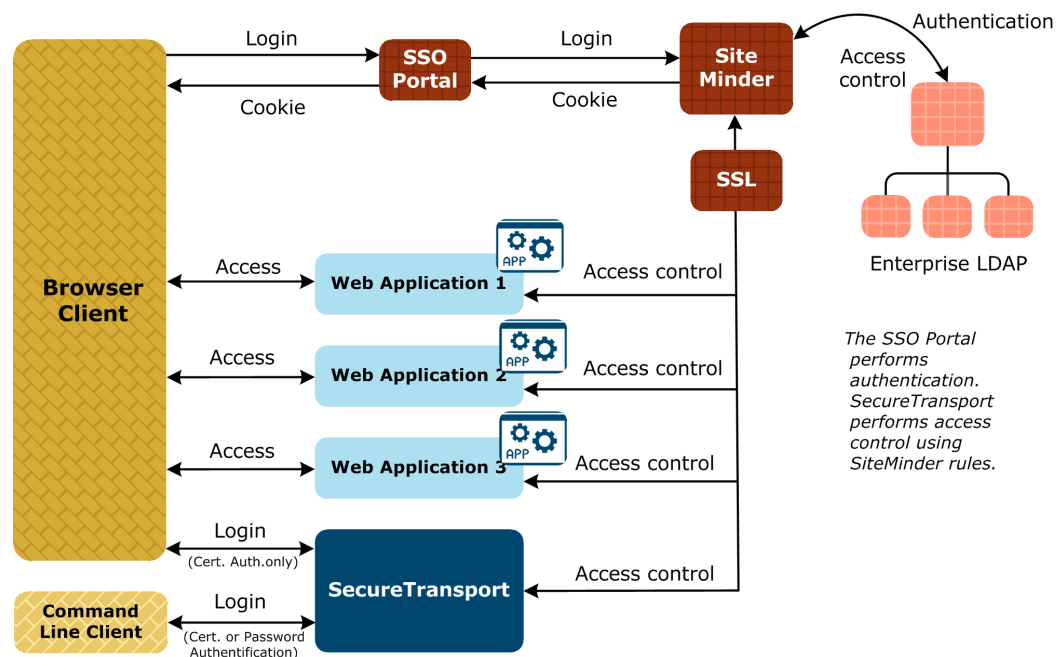 Login
Login
Authentication
SSO
Portal
Site
Minder
Access
control
Cookie
Cookie
SSL
Enterprise LDAP
Browser
Client
Access
Web Application 1
APP
Access control
Access
Web Application 2
APP
Access control
Access
Web Application 3
APP
Access control
The SSO Portal
performs
authentication.
SecureTransport
performs access
control using
SiteMinder rules.
Login
(Cert. Auth.only)
SecureTransport
Access control
Command
Line Client
Login
(Cert. or Password
Authentification)